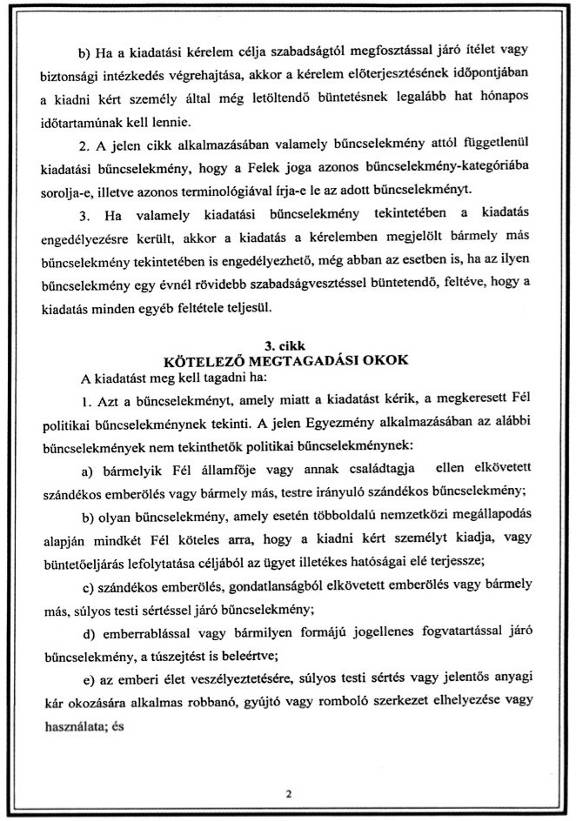 b) Ha a kiadatási kérelem célja szabadságtól megfosztással járó ítélet vagy
biztonsági intézkedés végrehajtása, akkor a kérelem előterjesztésének időpontjában
a kiadni kért személy által még letöltendő büntetésnek legalább hat hónapos
időtartamúnak kell lennie.
2. A jelen cikk alkalmazásában valamely bűncselekmény attól függetlenül
kiadatási bűncselekmény, hogy a Felek joga azonos bűncselekmény-kategóriába
sorolja-e, illetve azonos terminológiával írja-e le az adott bűncselekményt.
3. Ha valamely kiadatási bűncselekmény tekintetében a kiadatás
engedélyezésre került, akkor a kiadatás a kérelemben megjelölt bármely más
bűncselekmény tekintetében is engedélyezhető, még abban az esetben is, ha az ilyen
bűncselekmény egy évnél rövidebb szabadságvesztéssel büntetendő, feltéve, hogy a
kiadatás minden egyéb feltétele teljesül.
3. cikk
KÖTELEZŐ MEGTAGADÁSI OKOK
A kiadatást meg kell tagadni ha:
1. Azt a bűncselekményt, amely miatt a kiadatást kérik, a megkeresett Fél
politikai bűncselekménynek tekinti. A jelen Egyezmény alkalmazásában az alábbi
bűncselekmények nem tekinthetők politikai bűncselekménynek:
a) bármelyik Fél államfője vagy annak családtagja ellen elkövetett
szándékos emberölés vagy bármely más, testre irányuló szándékos bűncselekmény;
b) olyan bűncselekmény, amely esetén többoldalú nemzetközi megállapodás
alapján mindkét Fél köteles arra, hogy a kiadni kért személyt kiadja, vagy
büntetőeljárás lefolytatása céljából az ügyet illetékes hatóságai elé terjessze;
c) szándékos emberölés, gondatlanságból elkövetett emberölés vagy bármely
más, súlyos testi sértéssel járó bűncselekmény;
d) emberrablással vagy bármilyen formájú jogellenes fogvatartással járó
bűncselekmény, a túszejtést is beleértve;
e) az emberi élet veszélyeztetésére, súlyos testi sértés vagy jelentős anyagi
kár okozására alkalmas robbanó, gyújtó vagy romboló szerkezet elhelyezése vagy
használata; és
2